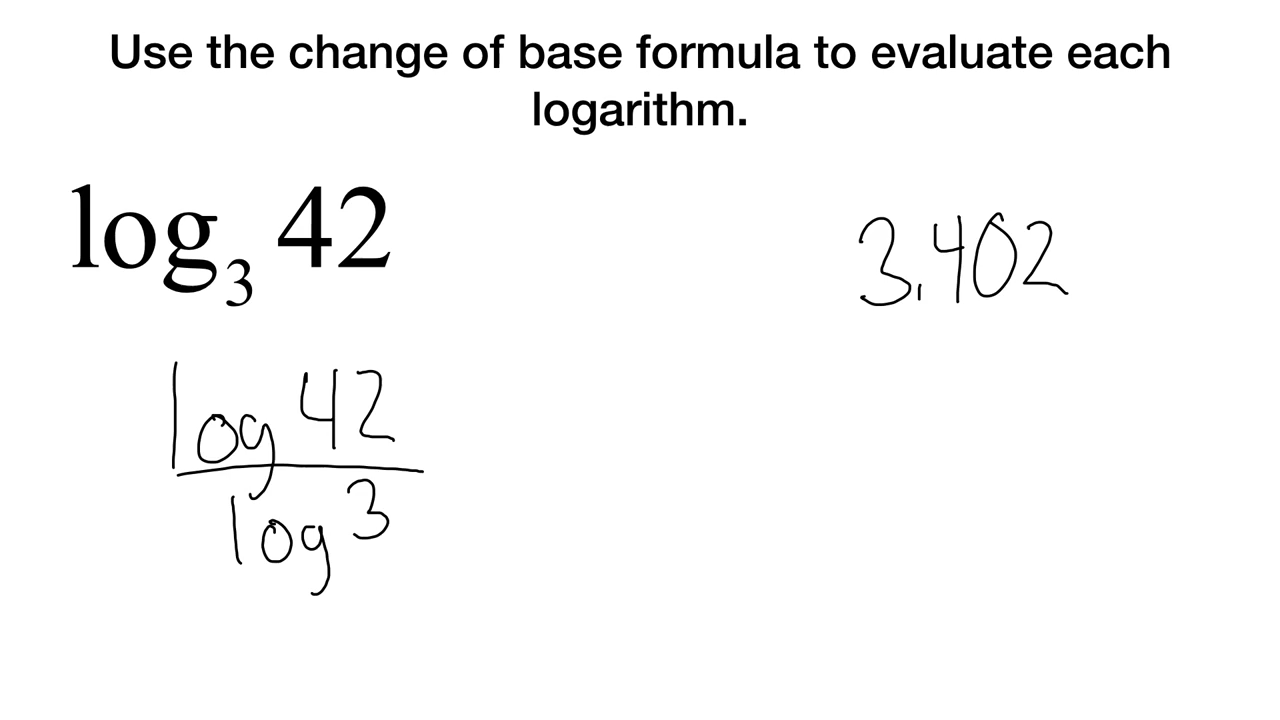 Use the change of base formula to evaluate each
logarithm.
log₃ 42
3.402
log 42
log 3